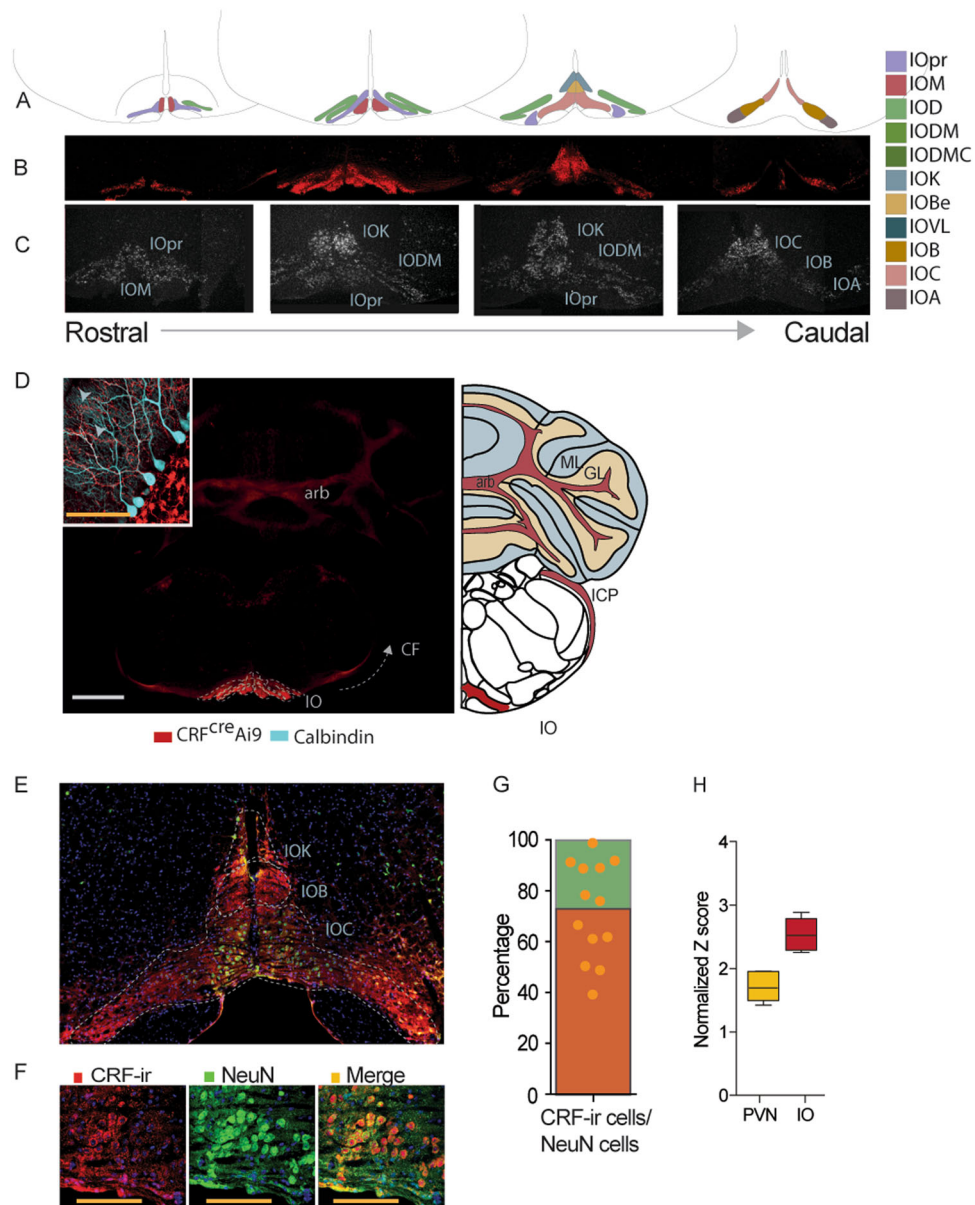 A
IOpr
IOM
IOD
IODM
IODMC
IOK
IOBe
IOVL
IOB
IOC
IOA
B
C
IOpr
IOM
IOK
IODM
IOpr
IOK
IODM
IOpr
IOC
IOB
IOA
Rostral
Caudal
D
arb
CF
IO
ML
GL
arb
ICP
IO
CRFcreAi9
Calbindin
E
IOK
IOB
IOC
F
CRF-ir
NeuN
Merge
G
Percentage
100
80
60
40
20
0
CRF-ir cells/
NeuN cells
H
Normalized Z score
4
3
2
1
0
PVN
IO